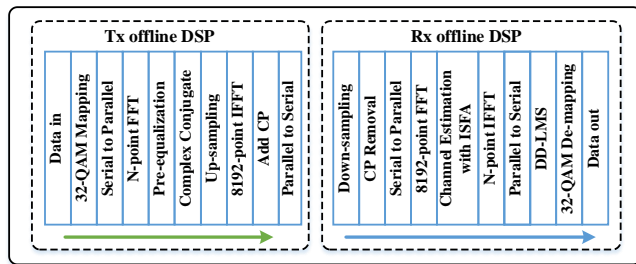 Tx offline DSP
Data in
32-QAM Mapping
Serial to Parallel
N-point FFT
Pre-equalization
Complex Conjugate
Up-sampling
8192-point IFFT
Add CP
Parallel to Serial
Rx offline DSP
Down-sampling
CP Removal
Serial to Parallel
8192-point FFT
Channel Estimation
with ISFA
N-point IFFT
Parallel to Serial
DD-LMS
32-QAM De-mapping
Data out